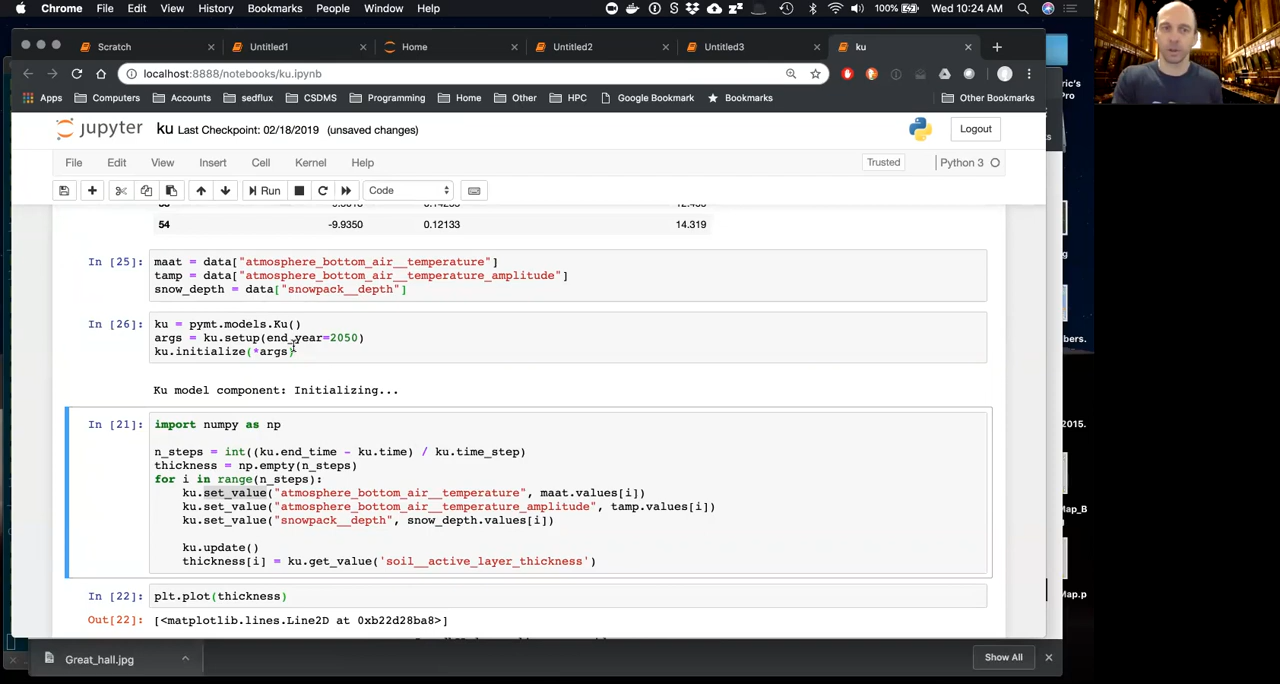 Chrome File Edit View History Bookmarks People Window Help 100% Wed 10:24 AM
Scratch Untitled1 Home Untitled2 Untitled3 ku
localhost:8888/notebooks/ku.ipynb
Apps Computers Accounts sedflux CSDMS Programming Home Other HPC Google Bookmark Bookmarks Other Bookmarks
jupyter ku Last Checkpoint: 02/18/2019 (unsaved changes) Logout
File Edit View Insert Cell Kernel Help Trusted Python 3
Run Code
54 -9.9350 0.12133 14.319
In [25]: maat = data["atmosphere_bottom_air__temperature"]
tamp = data["atmosphere_bottom_air__temperature_amplitude"]
snow_depth = data["snowpack__depth"]
In [26]: ku = pymt.models.Ku()
args = ku.setup(end_year=2050)
ku.initialize(*args)
Ku model component: Initializing...
In [21]: import numpy as np
n_steps = int((ku.end_time - ku.time) / ku.time_step)
thickness = np.empty(n_steps)
for i in range(n_steps):
ku.set_value("atmosphere_bottom_air__temperature", maat.values[i])
ku.set_value("atmosphere_bottom_air__temperature_amplitude", tamp.values[i])
ku.set_value("snowpack__depth", snow_depth.values[i])
ku.update()
thickness[i] = ku.get_value('soil__active_layer_thickness')
In [22]: plt.plot(thickness)
Out[22]: [<matplotlib.lines.Line2D at 0xb22d28ba8>]
Great_hall.jpg Show All
ric's
Pro
bers.
2015.
Map_B
Map.p